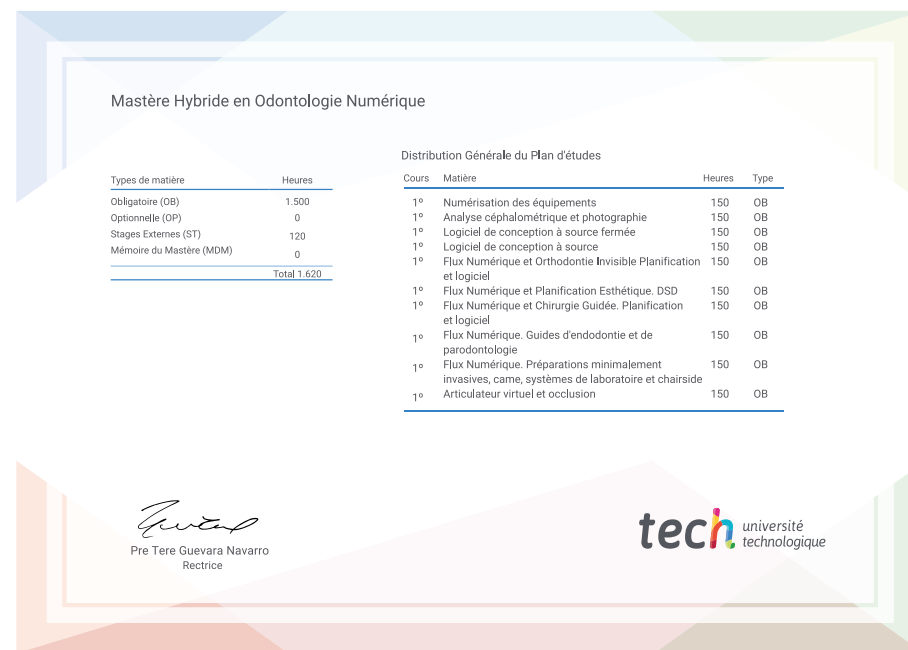 Mastère Hybride en Odontologie Numérique
Types de matière Heures
Obligatoire (OB) 1.500
Optionnelle (OP) 0
Stages Externes (ST) 120
Mémoire du Mastère (MDM) 0
Total 1.620
Distribution Générale du Plan d'études
Cours Matière Heures Type
1º Numérisation des équipements 150 OB
1º Analyse céphalométrique et photographie 150 OB
1º Logiciel de conception à source fermée 150 OB
1º Logiciel de conception à source 150 OB
1º Flux Numérique et Orthodontie Invisible Planification 150 OB
et logiciel
1º Flux Numérique et Planification Esthétique. DSD 150 OB
1º Flux Numérique et Chirurgie Guidée. Planification 150 OB
et logiciel
1º Flux Numérique. Guides d'endodontie et de 150 OB
parodontologie
1º Flux Numérique. Préparations minimalement 150 OB
invasives, came, systèmes de laboratoire et chairside
1º Articulateur virtuel et occlusion 150 OB
Pre Tere Guevara Navarro
Rectrice
tech université
technologique